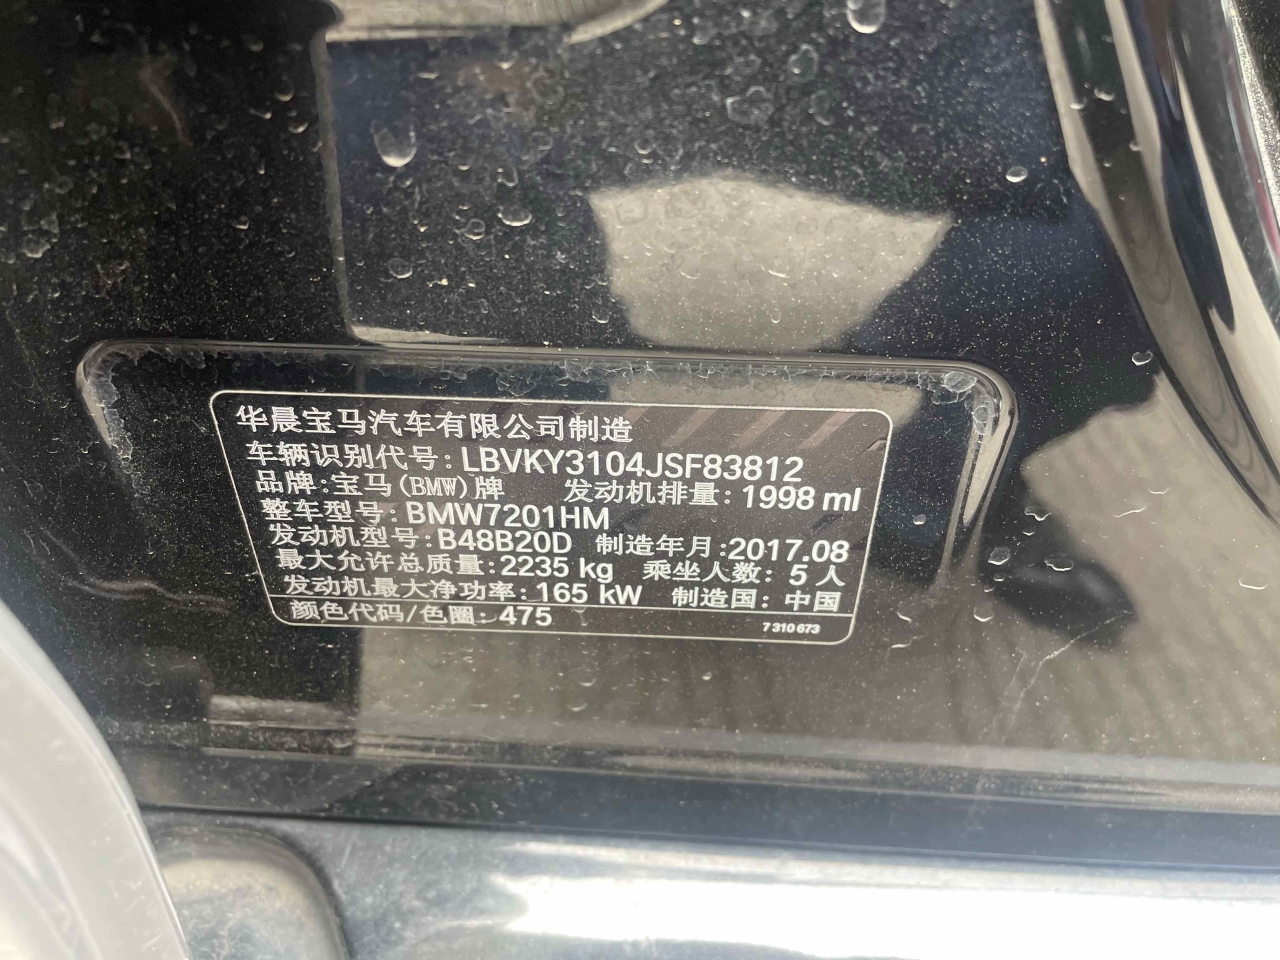 华晨宝马汽车有限公司制造
车辆识别代号:LBVKY3104JSF83812
品牌:宝马(BMW)牌 发动机排量:1998 ml
整车型号:BMW7201HM
发动机型号:B48B20D 制造年月:2017.08
最大允许总质量:2235 kg 乘坐人数:5人
发动机最大净功率:165 kW 制造国:中国
颜色代码/色圈:475 7310673